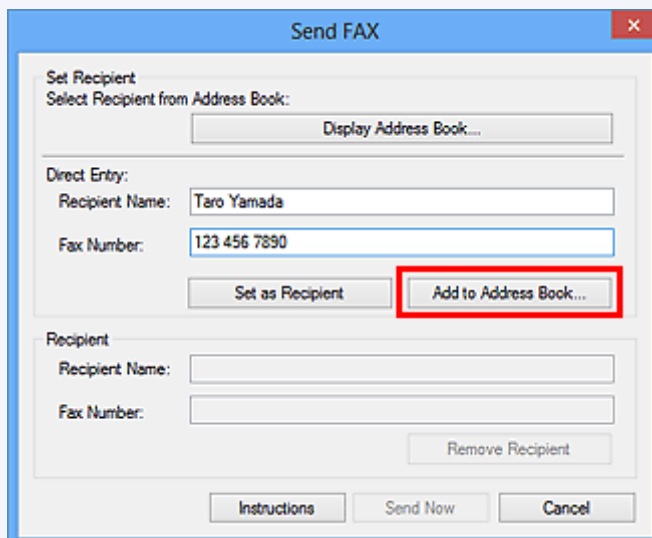 Send FAX
Set Recipient
Select Recipient from Address Book:
Display Address Book...
Direct Entry:
Recipient Name: Taro Yamada
Fax Number: 123 456 7890
Set as Recipient Add to Address Book...
Recipient
Recipient Name:
Fax Number:
Remove Recipient
Instructions Send Now Cancel